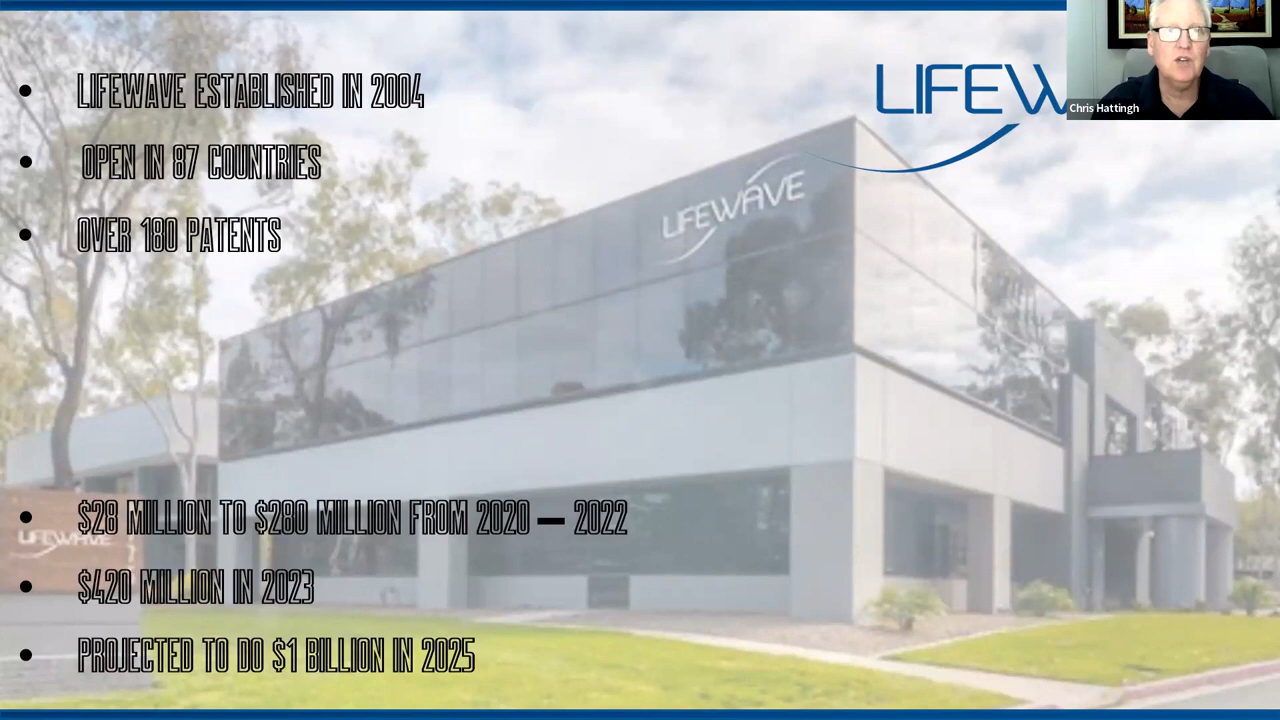 LIFEWAVE ESTABLISHED IN 2004
LIFEW
Chris Hattingh
OPEN IN 87 COUNTRIES
LIFEWAVE
OVER 180 PATENTS
$28 MILLION TO $280 MILLION FROM 2020 — 2022
LIFEWAVE
$420 MILLION IN 2023
PROJECTED TO DO $1 BILLION IN 2025